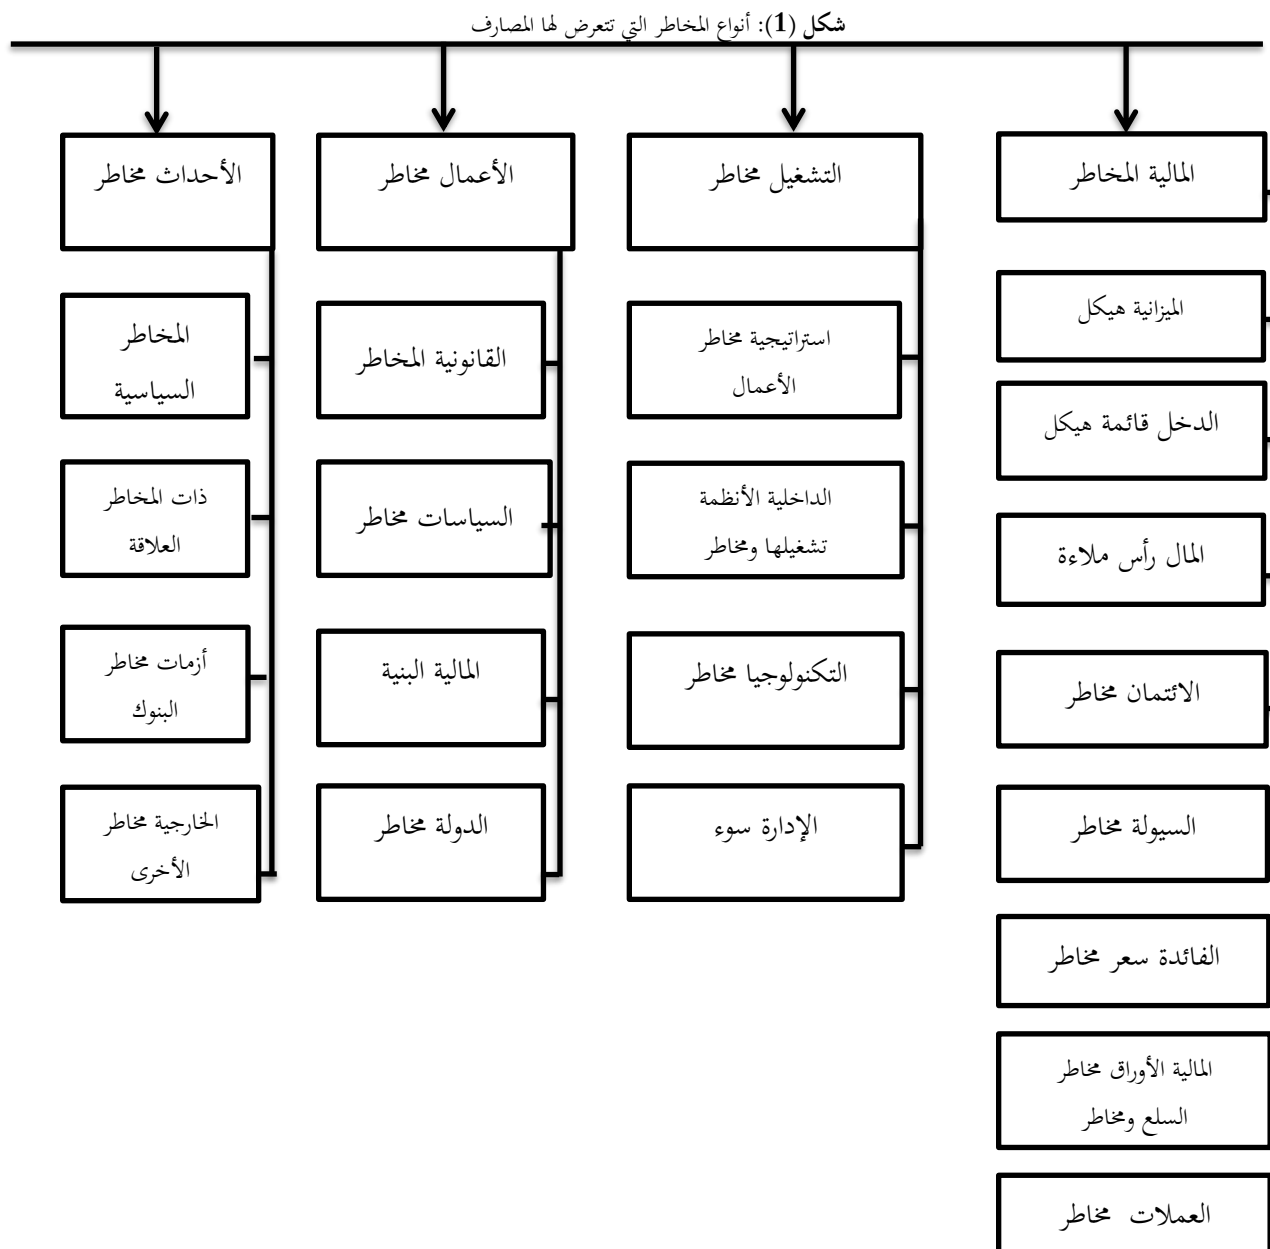 شكل (1): أنواع المخاطر التي تتعرض لها المصارف
المالية المخاطر
الميزانية هيكل
الدخل قائمة هيكل
المال رأس ملاءة
الائتمان مخاطر
السيولة مخاطر
الفائدة سعر مخاطر
المالية الأوراق مخاطر
السلع ومخاطر
العملات مخاطر
التشغيل مخاطر
استراتيجية مخاطر
الأعمال
الداخلية الأنظمة
تشغيلها ومخاطر
التكنولوجيا مخاطر
الإدارة سوء
الأعمال مخاطر
القانونية المخاطر
السياسات مخاطر
المالية البنية
الدولة مخاطر
الأحداث مخاطر
المخاطر
السياسية
ذات المخاطر
العلاقة
أزمات مخاطر
البنوك
الخارجية مخاطر
الأخرى